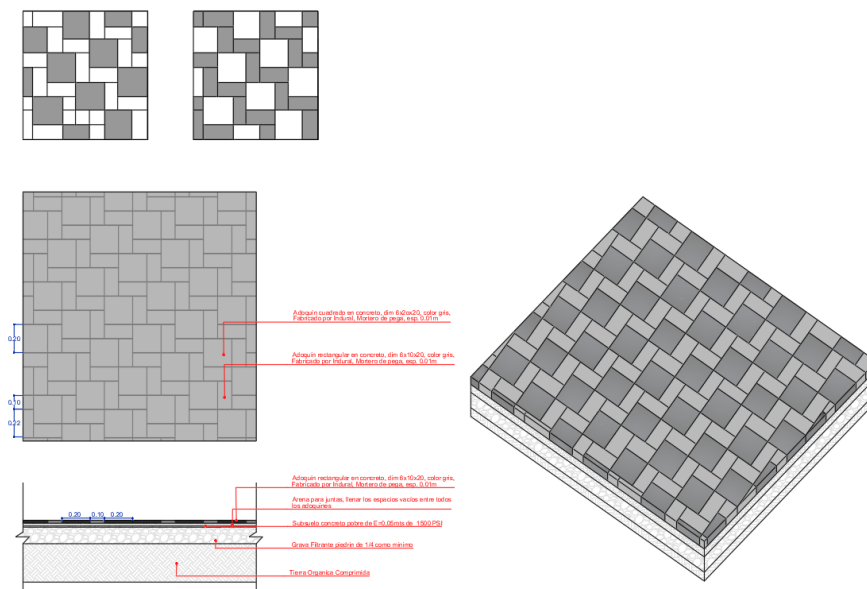 Adoquin cuadrado en concreto, dim 6x20x20, color gris,
Fabricado por Indural, Mortero de pega, esp. 0.01m
0.20
Adoquin rectangular en concreto, dim 6x10x20, color gris,
Fabricado por Indural, Mortero de pega, esp. 0.01m
0.10
0.22
Adoquin rectangular en concreto, dim 6x10x20, color gris,
Fabricado por Indural, Mortero de pega, esp. 0.01m
Arena para juntas, llenar los espacios vacios entre todos
los adoquines
0.20 0.10 0.20
Subsuelo concreto pobre de E=0.05mts de 1500 PSI
Grava Filtrante piedrin de 1/4 como minimo
Tierra Organica Comprimida